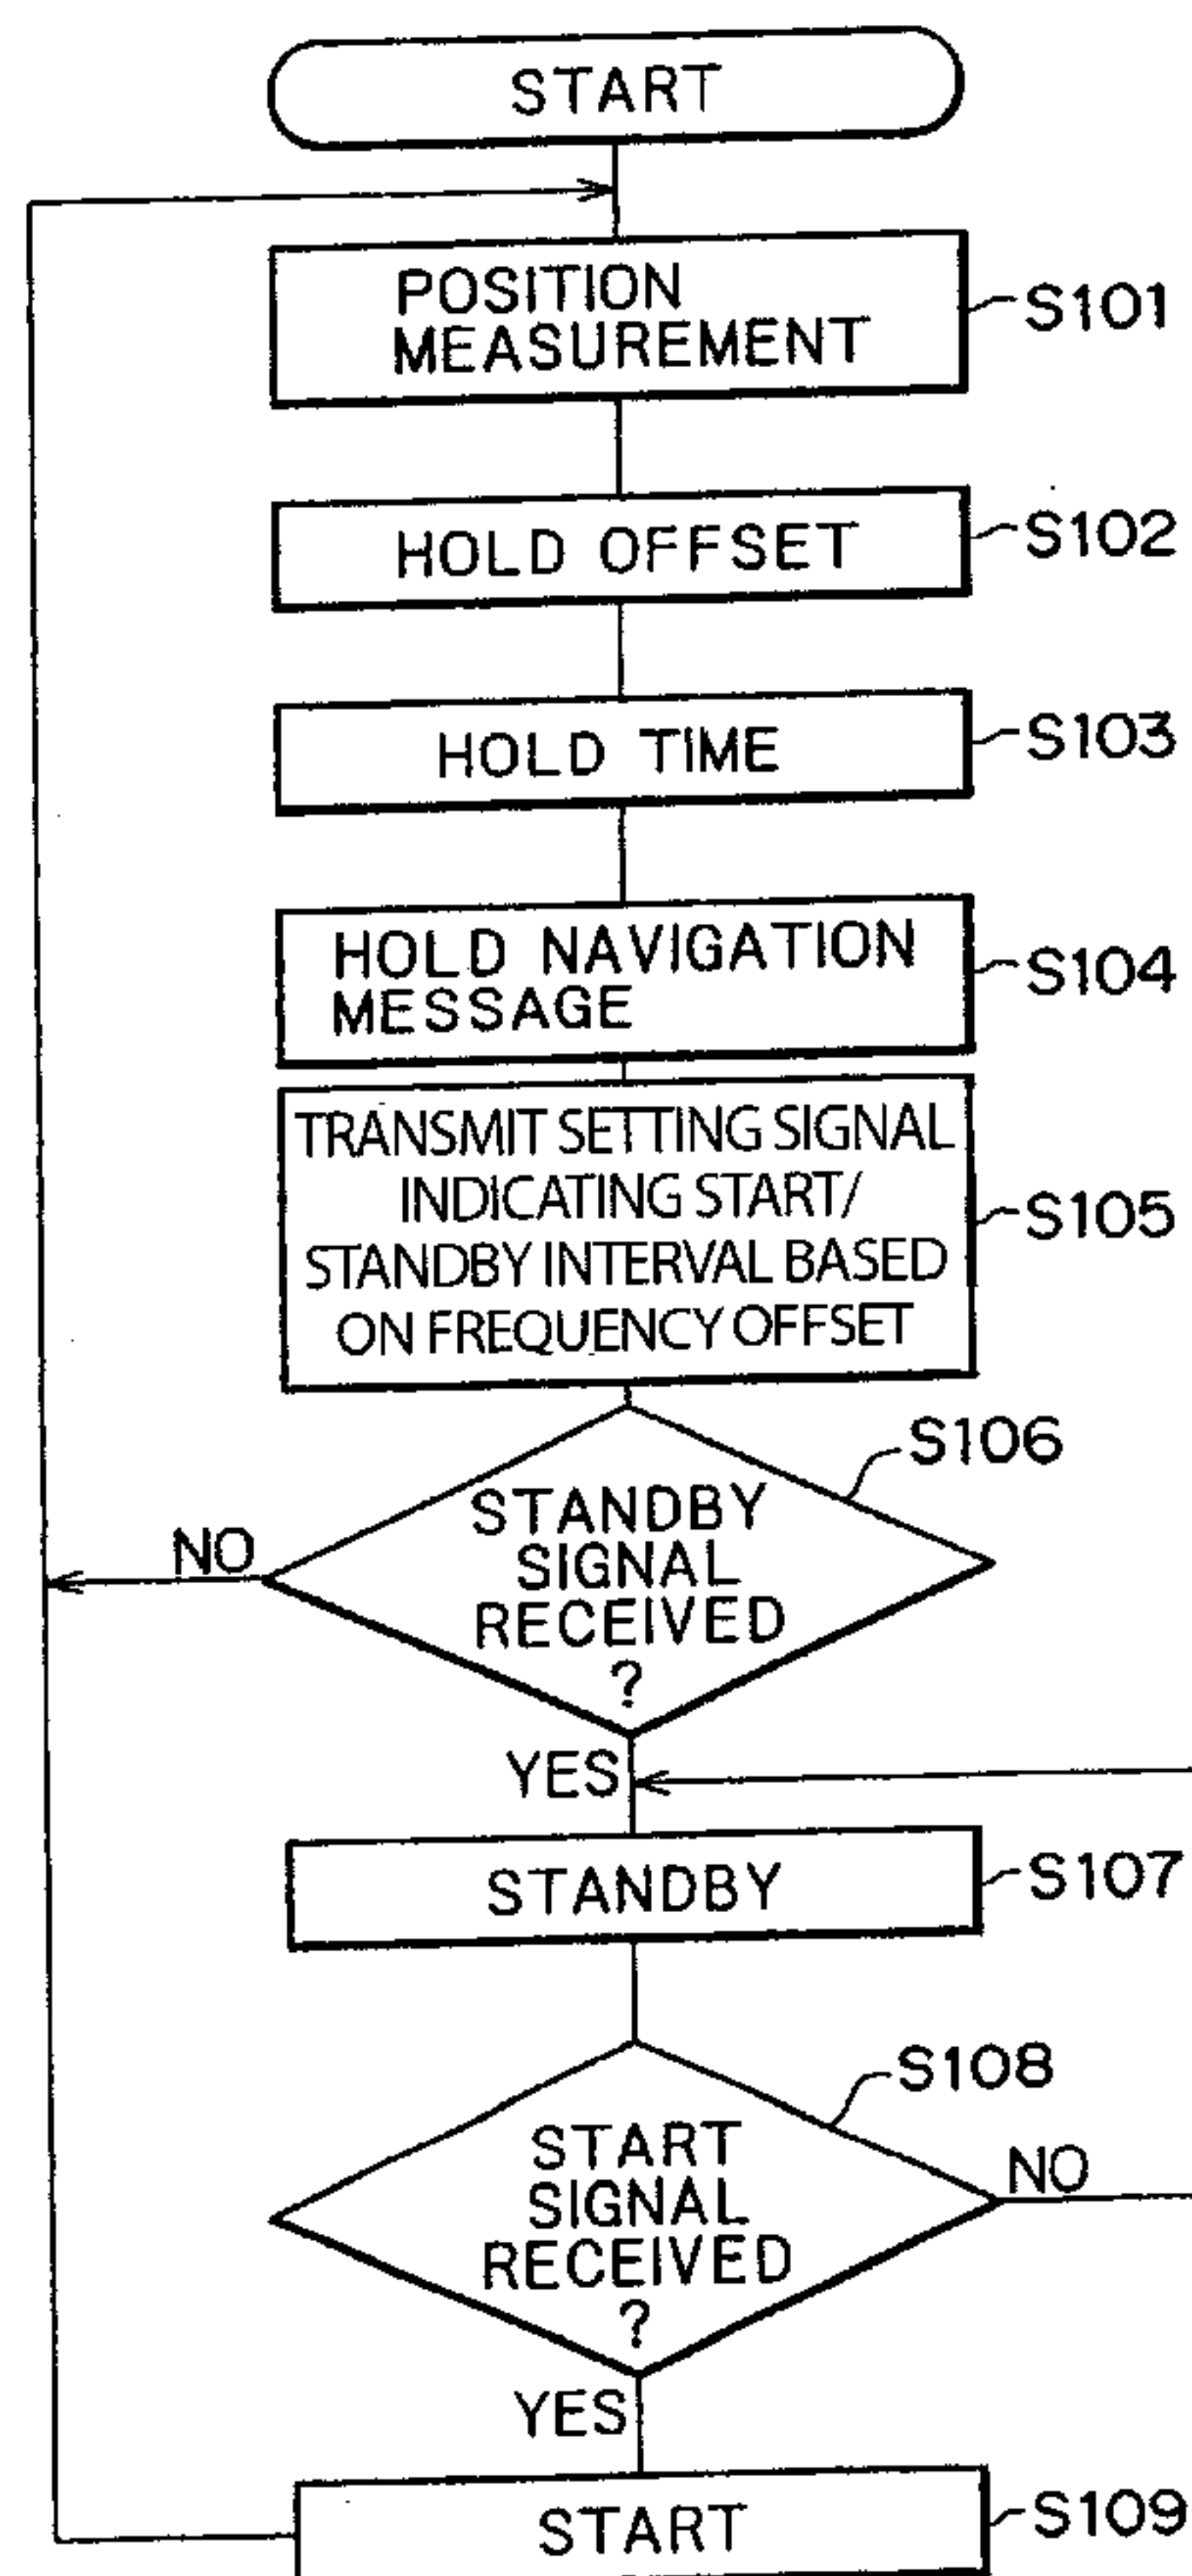 START
POSITION
MEASUREMENT
S101
HOLD OFFSET
S102
HOLD TIME
S103
HOLD NAVIGATION
MESSAGE
S104
TRANSMIT SETTING SIGNAL
INDICATING START/
STANDBY INTERVAL BASED
ON FREQUENCY OFFSET
S105
S106
STANDBY
SIGNAL
RECEIVED
?
NO
YES
STANDBY
S107
S108
START
SIGNAL
RECEIVED
?
NO
YES
START
S109